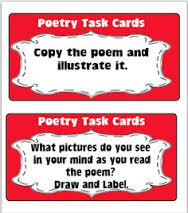 Poetry Task Cards
Copy the poem and
illustrate it.
Poetry Task Cards
What pictures do you see
in your mind as you read
the poem?
Draw and Label.